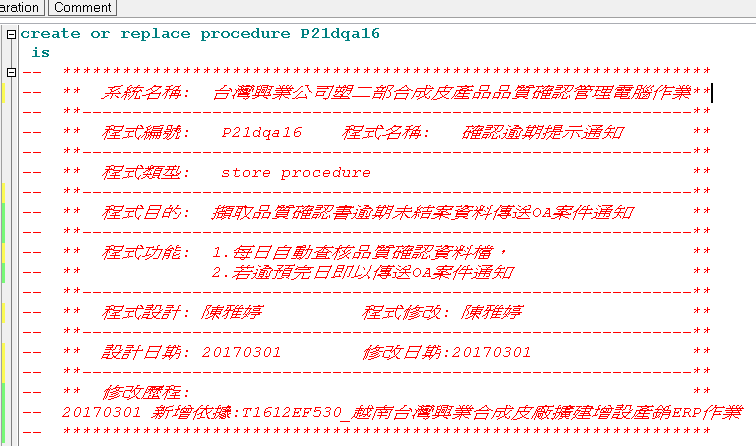 aration Comment
create or replace procedure P21dqa16
is
-- *****************************************************************
-- ** 系統名稱: 台灣興業公司塑二部合成皮產品品質確認管理電腦作業**
-- **-------------------------------------------------------------**
-- ** 程式編號: P21dqa16 程式名稱: 確認逾期提示通知 **
-- **-------------------------------------------------------------**
-- ** 程式類型: store procedure **
-- **-------------------------------------------------------------**
-- ** 程式目的: 擷取品質確認書逾期未結案資料傳送OA案件通知 **
-- **-------------------------------------------------------------**
-- ** 程式功能: 1.每日自動查核品質確認資料檔，
-- ** 2.若逾預完日即以傳送OA案件通知 **
-- **-------------------------------------------------------------**
-- ** 程式設計: 陳雅婷 程式修改: 陳雅婷 **
-- **-------------------------------------------------------------**
-- ** 設計日期: 20170301 修改日期:20170301 **
-- **-------------------------------------------------------------**
-- ** 修改歷程: **
-- 20170301 新增依據:T1612EF530_越南台灣興業合成皮廠擴建增設產銷ERP作業
-- *****************************************************************